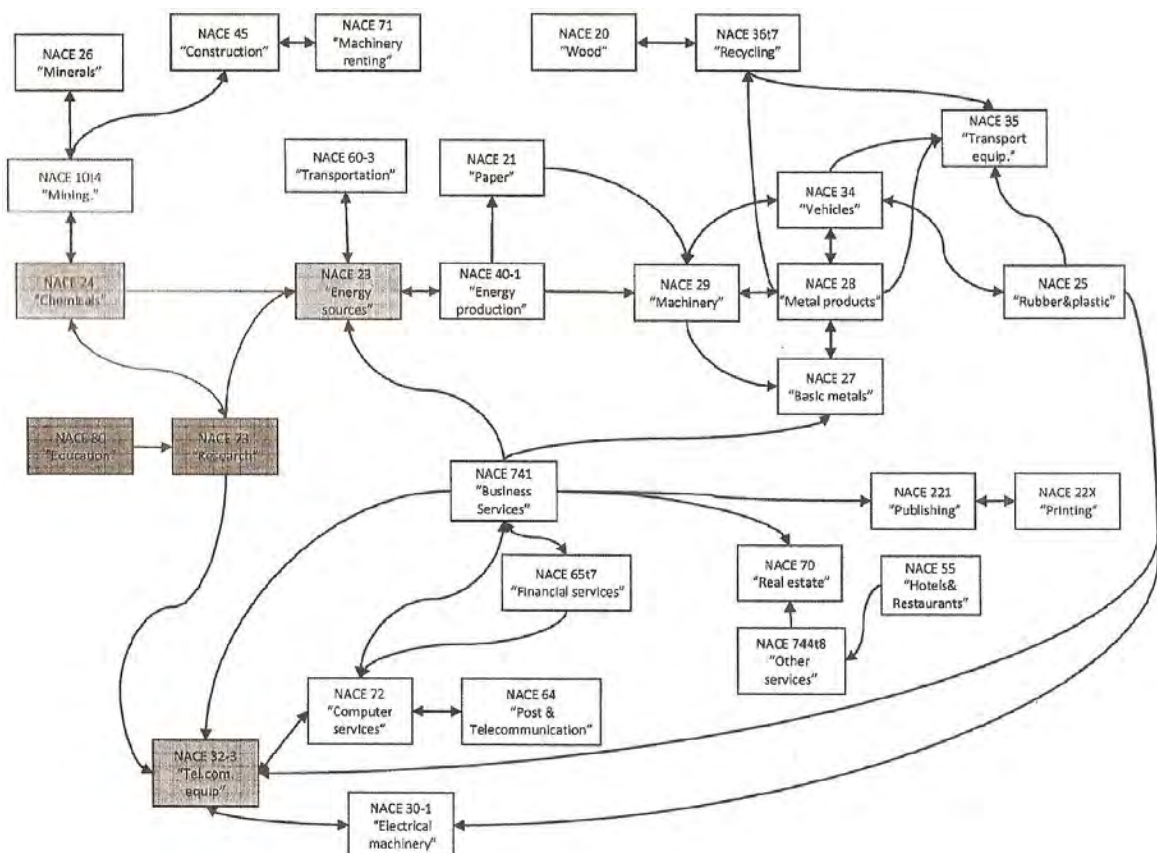 NACE 26
"Minerals"
NACE 45
"Construction"
NACE 71
"Machinery
renting"
NACE 20
"Wood"
NACE 36t7
"Recycling"
NACE 35
"Transport
equip."
NACE 10t4
"Mining."
NACE 60-3
"Transportation"
NACE 21
"Paper"
NACE 34
"Vehicles"
NACE 24
"Chemicals"
NACE 23
"Energy
sources"
NACE 40-1
"Energy
production"
NACE 29
"Machinery"
NACE 28
"Metal products"
NACE 25
"Rubber&plastic"
NACE 27
"Basic metals"
NACE 80
"Education"
NACE 73
"Research"
NACE 741
"Business
Services"
NACE 221
"Publishing"
NACE 22X
"Printing"
NACE 65t7
"Financial services"
NACE 70
"Real estate"
NACE 55
"Hotels&
Restaurants"
NACE 744t8
"Other
services"
NACE 72
"Computer
services"
NACE 64
"Post &
Telecommunication"
NACE 32-3
"Tel.com.
equip"
NACE 30-1
"Electrical
machinery"